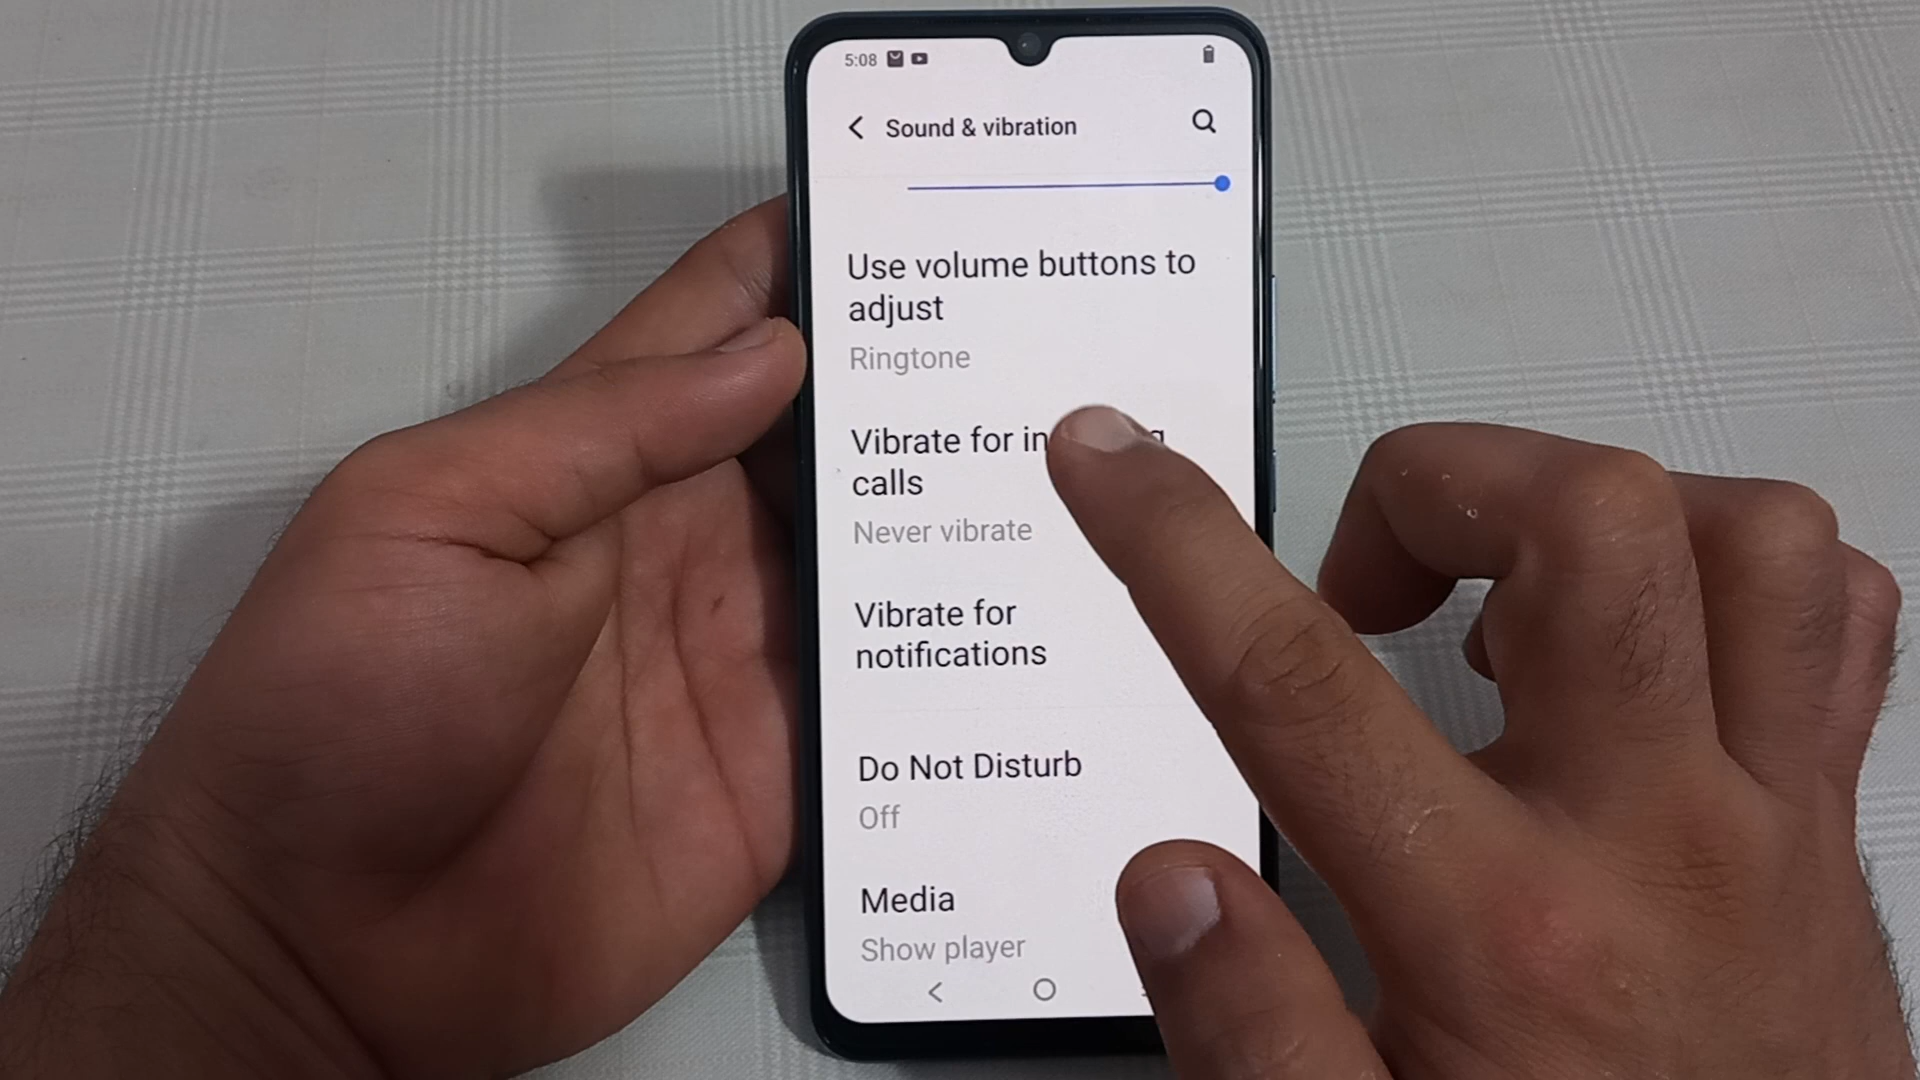 5:08
Sound & vibration
Use volume buttons to
adjust
Ringtone
Vibrate for
calls
Never vibrate
Vibrate for
notifications
Do Not Disturb
Off
Media
Show player